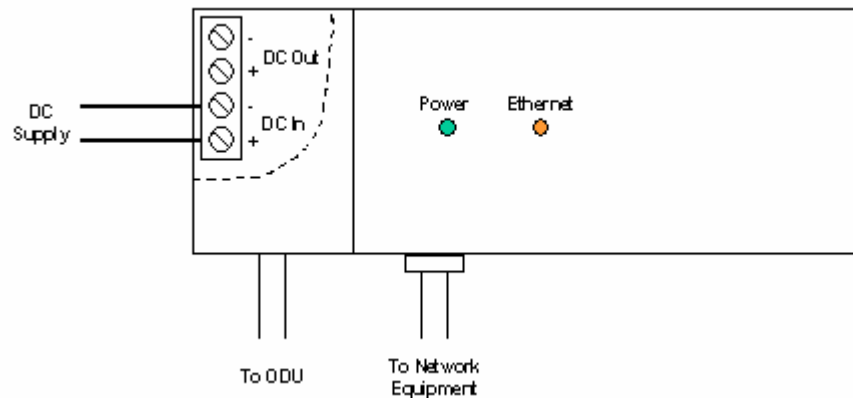 -
DC Out
+
DC
Supply
-
DC In
+
Power
Ethernet
To ODU
To Network
Equipment